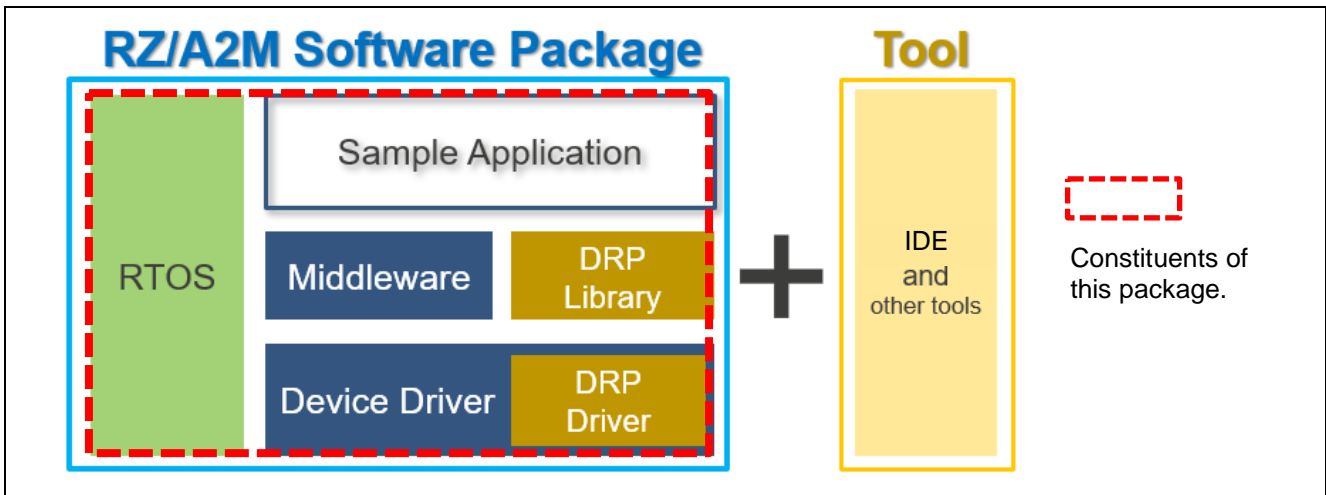 RZ/A2M Software Package
Tool
RTOS
Sample Application
Middleware
DRP
Library
Device Driver
DRP
Driver
IDE
and
other tools
Constituents of
this package.